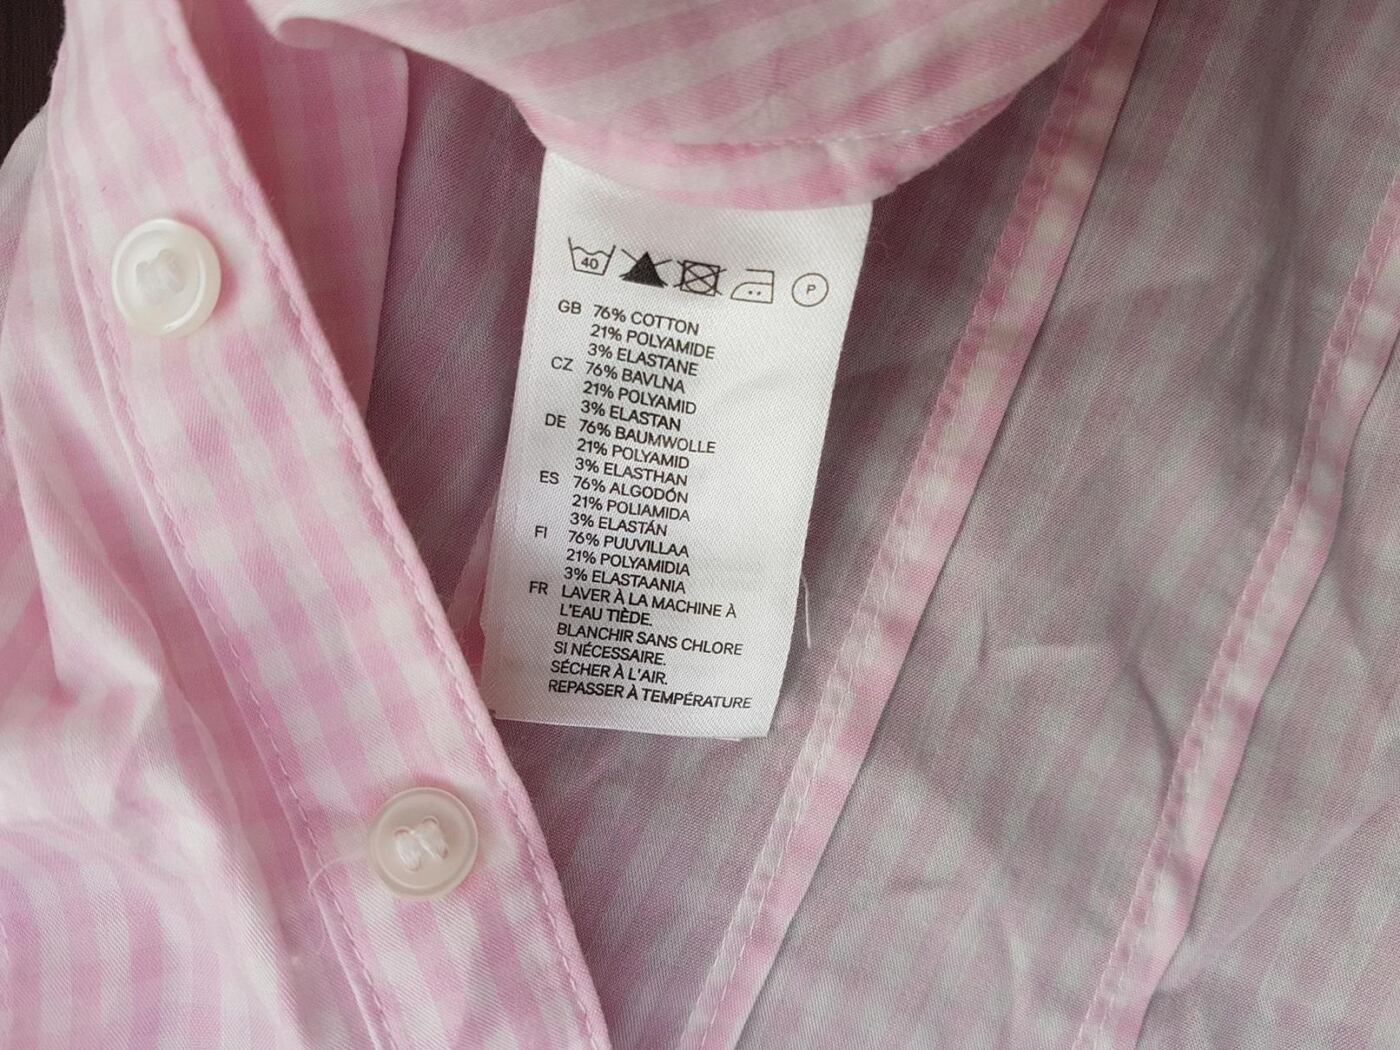 40 P
GB 76% COTTON
21% POLYAMIDE
3% ELASTANE
CZ 76% BAVLNA
21% POLYAMID
3% ELASTAN
DE 76% BAUMWOLLE
21% POLYAMID
3% ELASTHAN
ES 76% ALGODÓN
21% POLIAMIDA
3% ELASTÁN
FI 76% PUUVILLAA
21% POLYAMIDIA
3% ELASTAANIA
FR LAVER À LA MACHINE À
L'EAU TIÈDE.
BLANCHIR SANS CHLORE
SI NÉCESSAIRE.
SÉCHER À L'AIR.
REPASSER À TEMPÉRATURE